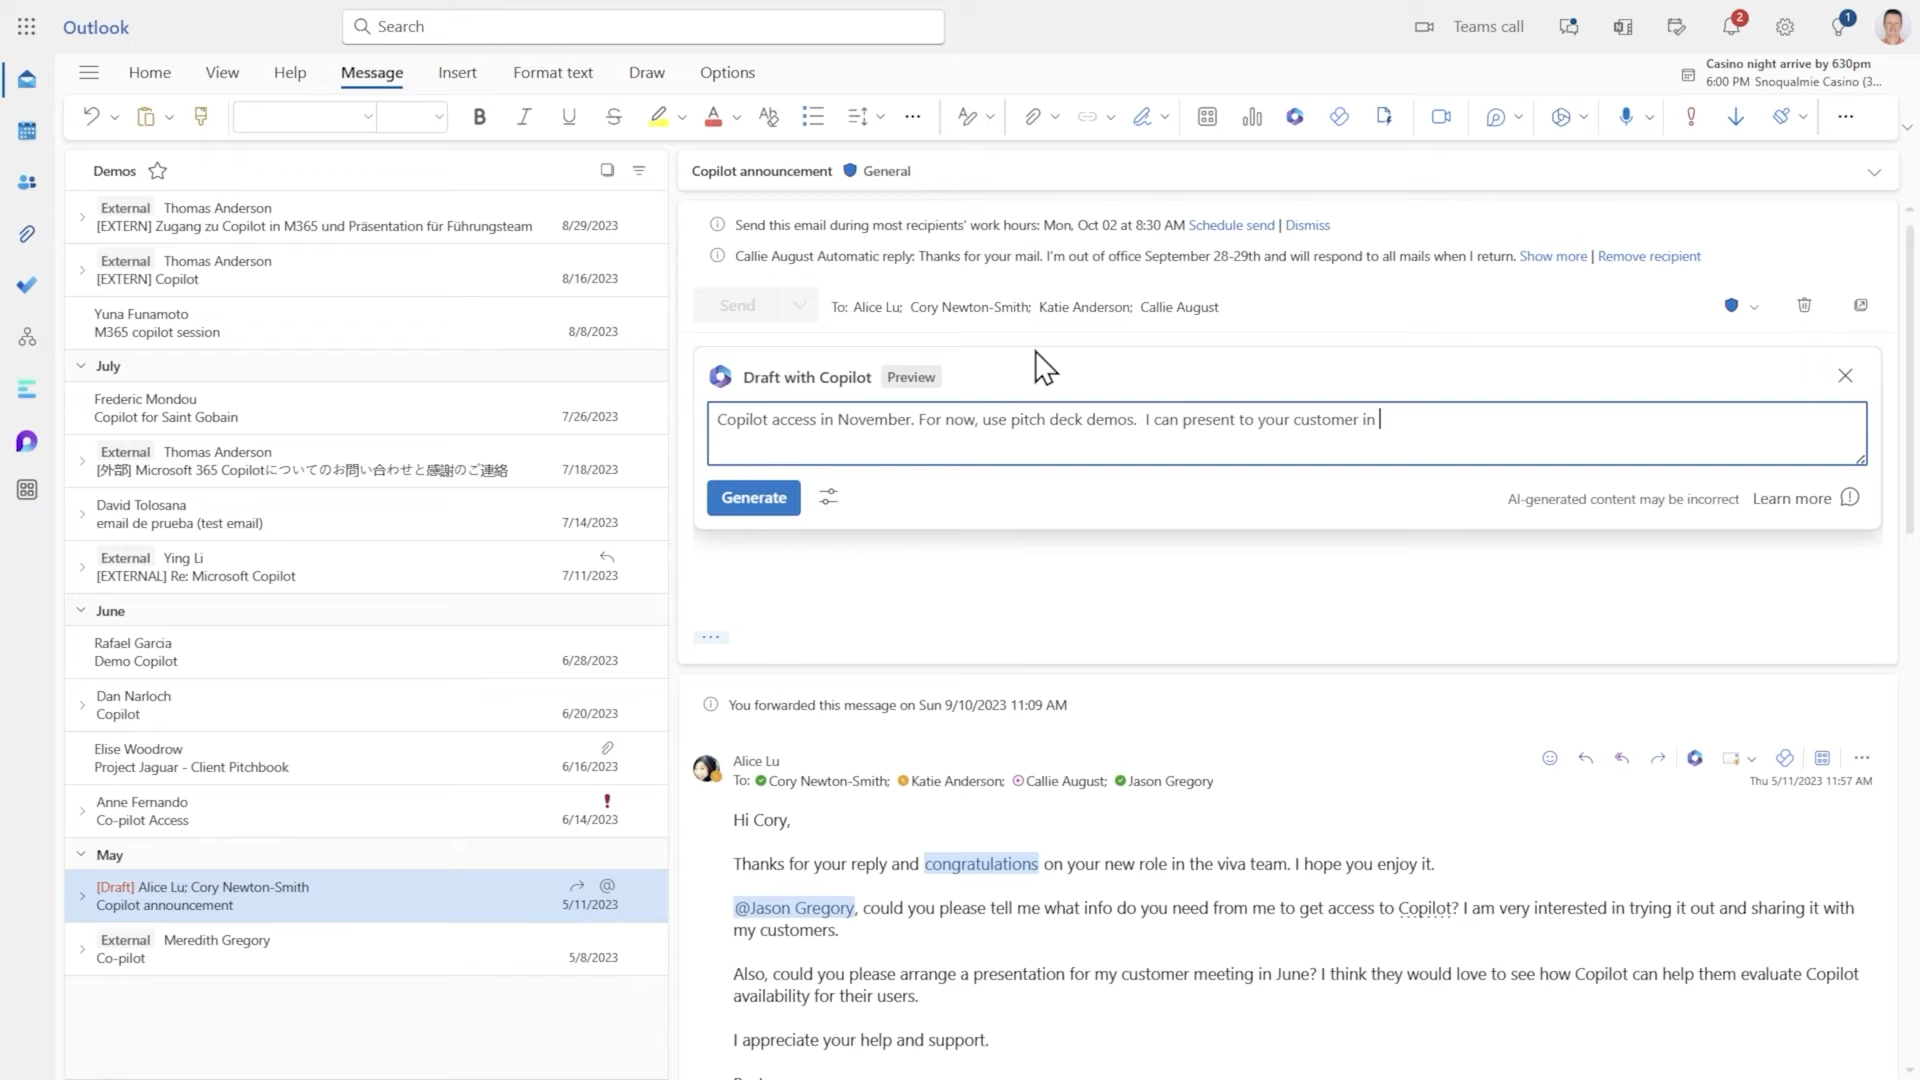 Outlook
Search
Teams call
2
1
Home View Help Message Insert Format text Draw Options
Casino night arrive by 630pm
6:00 PM Snoqualmie Casino (3...
Demos
External Thomas Anderson
[EXTERN] Zugang zu Copilot in M365 und Präsentation für Führungsteam 8/29/2023
External Thomas Anderson
[EXTERN] Copilot 8/16/2023
Yuna Funamoto
M365 copilot session 8/8/2023
July
Frederic Mondou
Copilot for Saint Gobain 7/26/2023
External Thomas Anderson
[外部] Microsoft 365 Copilotについてのお問い合わせと感謝のご連絡 7/18/2023
David Tolosana
email de prueba (test email) 7/14/2023
External Ying Li
[EXTERNAL] Re: Microsoft Copilot 7/11/2023
June
Rafael Garcia
Demo Copilot 6/28/2023
Dan Narloch
Copilot 6/20/2023
Elise Woodrow
Project Jaguar - Client Pitchbook 6/16/2023
Anne Fernando
Co-pilot Access 6/14/2023
May
[Draft] Alice Lu; Cory Newton-Smith
Copilot announcement 5/11/2023
External Meredith Gregory
Co-pilot 5/8/2023
Copilot announcement General
Send this email during most recipients' work hours: Mon, Oct 02 at 8:30 AM Schedule send | Dismiss
Callie August Automatic reply: Thanks for your mail. I'm out of office September 28-29th and will respond to all mails when I return. Show more | Remove recipient
Send To: Alice Lu; Cory Newton-Smith; Katie Anderson; Callie August
Draft with Copilot Preview
Copilot access in November. For now, use pitch deck demos. I can present to your customer in
Generate AI-generated content may be incorrect Learn more
You forwarded this message on Sun 9/10/2023 11:09 AM
Alice Lu
To: Cory Newton-Smith; Katie Anderson; Callie August; Jason Gregory Thu 5/11/2023 11:57 AM
Hi Cory,
Thanks for your reply and congratulations on your new role in the viva team. I hope you enjoy it.
@Jason Gregory, could you please tell me what info do you need from me to get access to Copilot? I am very interested in trying it out and sharing it with
my customers.
Also, could you please arrange a presentation for my customer meeting in June? I think they would love to see how Copilot can help them evaluate Copilot
availability for their users.
I appreciate your help and support.